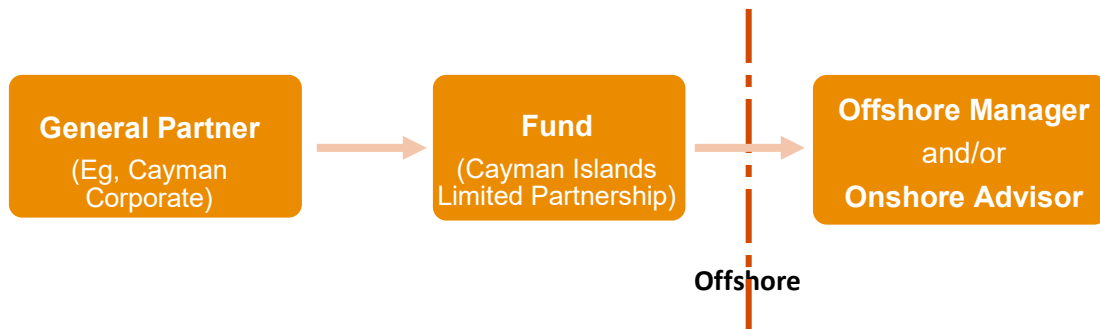 General Partner
(Eg, Cayman
Corporate)
Fund
(Cayman Islands
Limited Partnership)
Offshore Manager
and/or
Onshore Advisor
Offshore